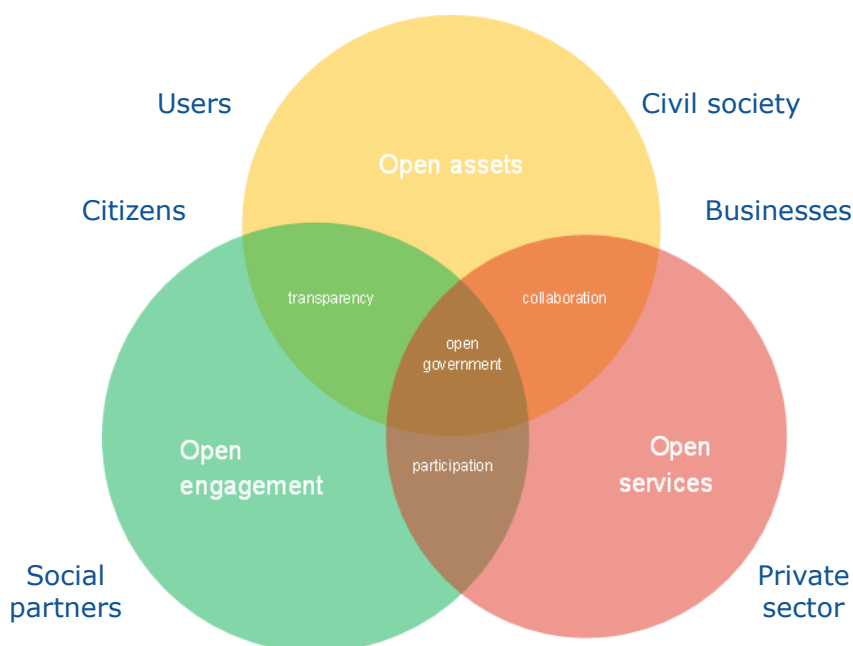 Users
Civil society
Open assets
Citizens
Businesses
transparency
collaboration
open
government
Open
engagement
participation
Open
services
Social
partners
Private
sector